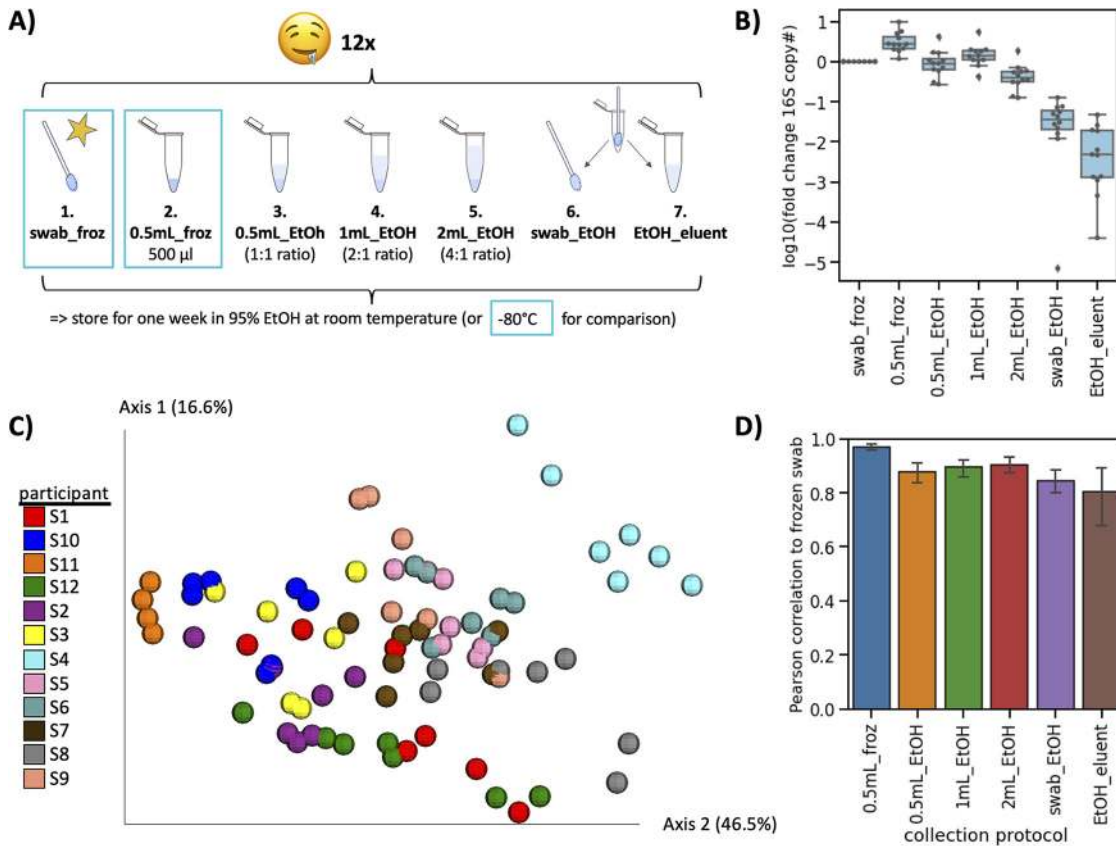 A)
12x
1.
swab_froz
2.
0.5mL_froz
500 µl
3.
0.5mL_EtOh
(1:1 ratio)
4.
1mL_EtOH
(2:1 ratio)
5.
2mL_EtOH
(4:1 ratio)
6.
swab_EtOH
7.
EtOH_eluent
=> store for one week in 95% EtOH at room temperature (or -80°C for comparison)
B)
log10(fold change 16S copy#)
1
0
−1
−2
−3
−4
−5
swab_froz
0.5mL_froz
0.5mL_EtOH
1mL_EtOH
2mL_EtOH
swab_EtOH
EtOH_eluent
C)
Axis 1 (16.6%)
participant
S1
S10
S11
S12
S2
S3
S4
S5
S6
S7
S8
S9
Axis 2 (46.5%)
D)
Pearson correlation to frozen swab
1.0
0.8
0.6
0.4
0.2
0.0
0.5mL_froz
0.5mL_EtOH
1mL_EtOH
2mL_EtOH
swab_EtOH
EtOH_eluent
collection protocol